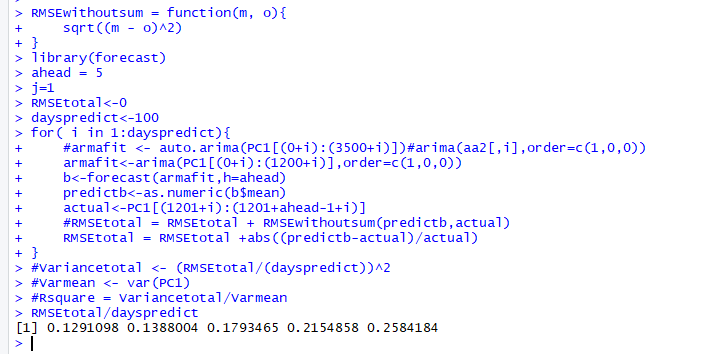 > RMSEwithoutsum = function(m, o){
+     sqrt((m - o)^2)
+ }
> library(forecast)
> ahead = 5
> j=1
> RMSEtotal<-0
> dayspredict<-100
> for( i in 1:dayspredict){
+     #armafit <- auto.arima(PC1[(0+i):(3500+i)])#arima(aa2[,i],order=c(1,0,0))
+     armafit<-arima(PC1[(0+i):(1200+i)],order=c(1,0,0))
+     b<-forecast(armafit,h=ahead)
+     predictb<-as.numeric(b$mean)
+     actual<-PC1[(1201+i):(1201+ahead-1+i)]
+     #RMSEtotal = RMSEtotal + RMSEwithoutsum(predictb,actual)
+     RMSEtotal = RMSEtotal +abs((predictb-actual)/actual)
+ }
> #Variancetotal <- (RMSEtotal/(dayspredict))^2
> #Varmean <- var(PC1)
> #Rsquare = Variancetotal/Varmean
> RMSEtotal/dayspredict
[1] 0.1291098 0.1388004 0.1793465 0.2154858 0.2584184
>